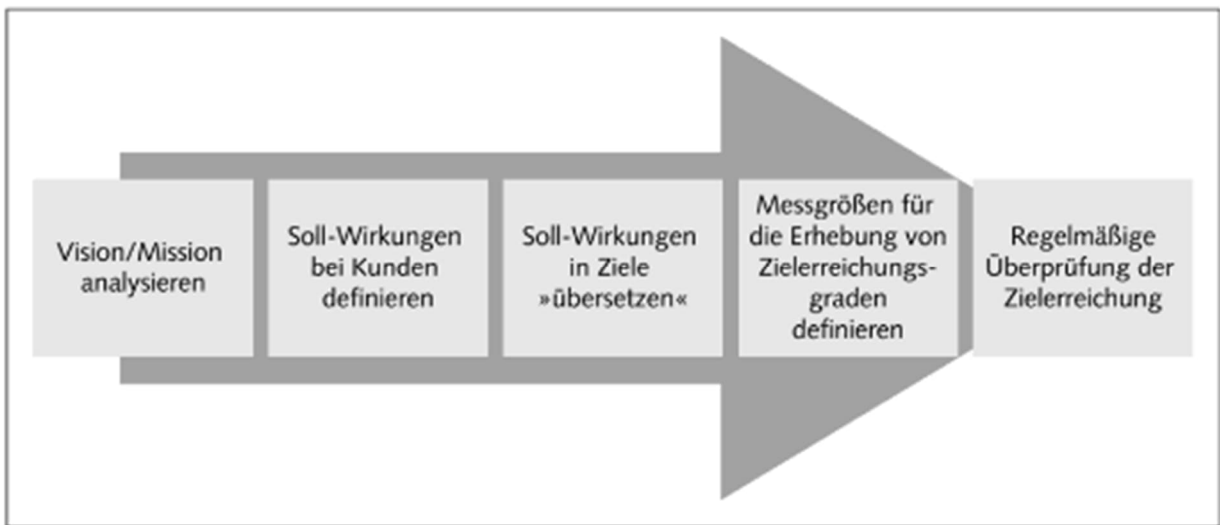 Vision/Mission
analysieren
Soll-Wirkungen
bei Kunden
definieren
Soll-Wirkungen
in Ziele
»übersetzen«
Messgrößen für
die Erhebung von
Zielerreichungs-
graden
definieren
Regelmäßige
Überprüfung der
Zielerreichung